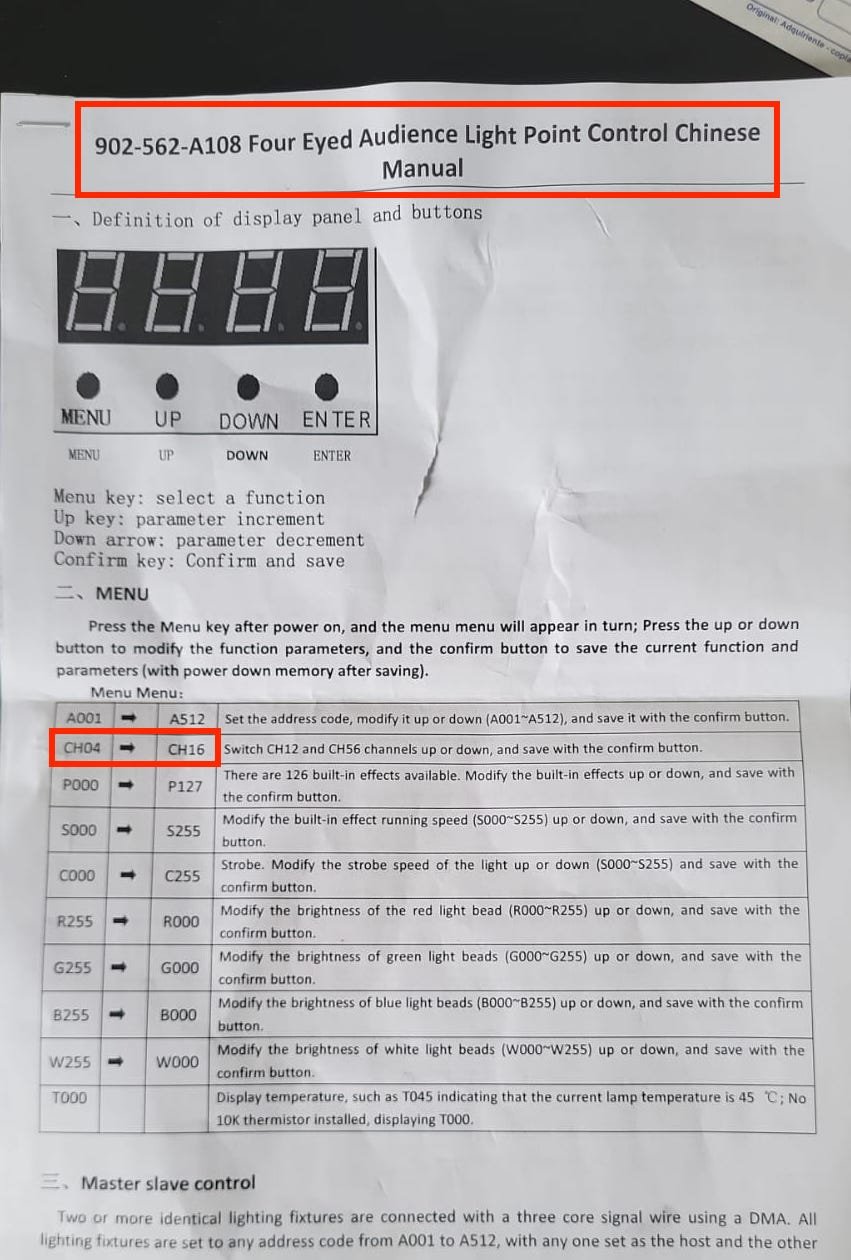 Original: Adquiriente - copia
902-562-A108 Four Eyed Audience Light Point Control Chinese
Manual
一、Definition of display panel and buttons
8.8.8.8.
MENU UP DOWN ENTER
MENU UP DOWN ENTER
Menu key: select a function
Up key: parameter increment
Down arrow: parameter decrement
Confirm key: Confirm and save
二、MENU
Press the Menu key after power on, and the menu menu will appear in turn; Press the up or down
button to modify the function parameters, and the confirm button to save the current function and
parameters (with power down memory after saving).
Menu Menu:
A001 ➡ A512 Set the address code, modify it up or down (A001~A512), and save it with the confirm button.
CH04 ➡ CH16 Switch CH12 and CH56 channels up or down, and save with the confirm button.
P000 ➡ P127 There are 126 built-in effects available. Modify the built-in effects up or down, and save with
the confirm button.
S000 ➡ S255 Modify the built-in effect running speed (S000~S255) up or down, and save with the confirm
button.
C000 ➡ C255 Strobe. Modify the strobe speed of the light up or down (S000~S255) and save with the
confirm button.
R255 ➡ R000 Modify the brightness of the red light bead (R000~R255) up or down, and save with the
confirm button.
G255 ➡ G000 Modify the brightness of green light beads (G000~G255) up or down, and save with the
confirm button.
B255 ➡ B000 Modify the brightness of blue light beads (B000~B255) up or down, and save with the confirm
button.
W255 ➡ W000 Modify the brightness of white light beads (W000~W255) up or down, and save with the
confirm button.
T000 Display temperature, such as T045 indicating that the current lamp temperature is 45 ℃; No
10K thermistor installed, displaying T000.
三、Master slave control
Two or more identical lighting fixtures are connected with a three core signal wire using a DMA. All
lighting fixtures are set to any address code from A001 to A512, with any one set as the host and the other